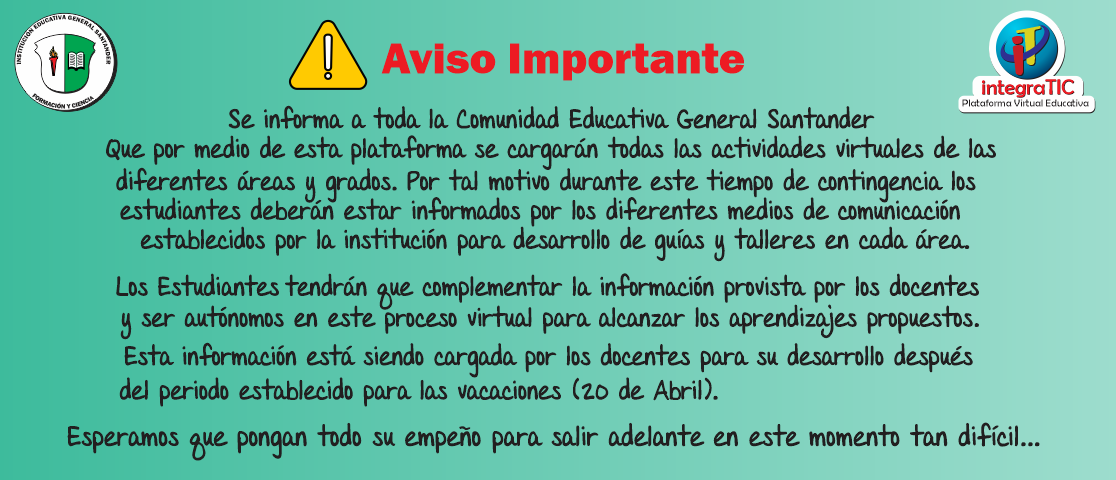 INSTITUCIÓN EDUCATIVA GENERAL SANTANDER
FORMACIÓN Y CIENCIA
Aviso Importante
iT
integraTIC
Plataforma Virtual Educativa
Se informa a toda la Comunidad Educativa General Santander
Que por medio de esta plataforma se cargarán todas las actividades virtuales de las
diferentes áreas y grados. Por tal motivo durante este tiempo de contingencia los
estudiantes deberán estar informados por los diferentes medios de comunicación
establecidos por la institución para desarrollo de guías y talleres en cada área.
Los Estudiantes tendrán que complementar la información provista por los docentes
y ser autónomos en este proceso virtual para alcanzar los aprendizajes propuestos.
Esta información está siendo cargada por los docentes para su desarrollo después
del periodo establecido para las vacaciones (20 de Abril).
Esperamos que pongan todo su empeño para salir adelante en este momento tan difícil...